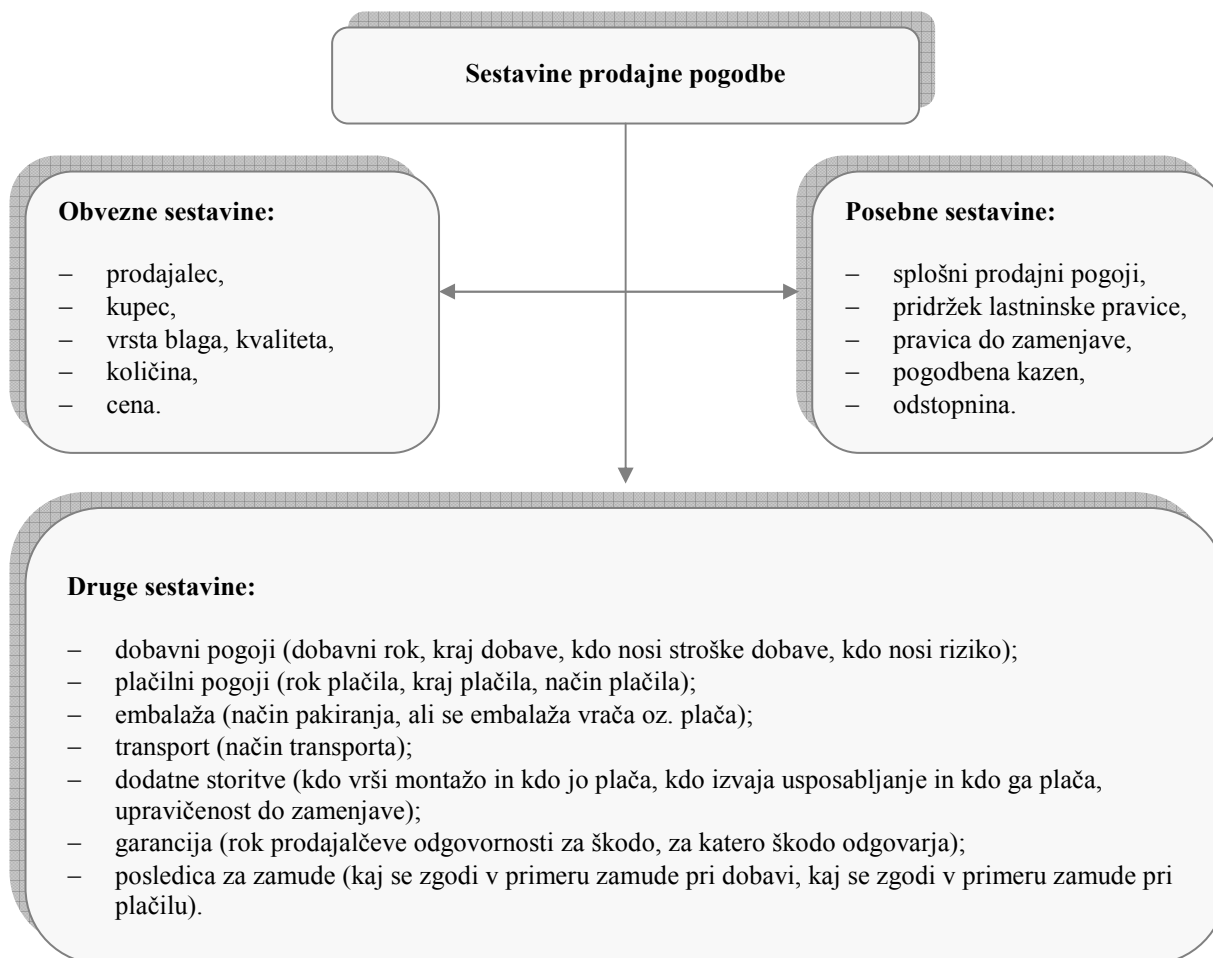 Sestavine prodajne pogodbe
Obvezne sestavine:
– prodajalec,
– kupec,
– vrsta blaga, kvaliteta,
– količina,
– cena.
Posebne sestavine:
– splošni prodajni pogoji,
– pridržek lastninske pravice,
– pravica do zamenjave,
– pogodbena kazen,
– odstopnina.
Druge sestavine:
– dobavni pogoji (dobavni rok, kraj dobave, kdo nosi stroške dobave, kdo nosi riziko);
– plačilni pogoji (rok plačila, kraj plačila, način plačila);
– embalaža (način pakiranja, ali se embalaža vrača oz. plača);
– transport (način transporta);
– dodatne storitve (kdo vrši montažo in kdo jo plača, kdo izvaja usposabljanje in kdo ga plača,
upravičenost do zamenjave);
– garancija (rok prodajalčeve odgovornosti za škodo, za katero škodo odgovarja);
– posledica za zamude (kaj se zgodi v primeru zamude pri dobavi, kaj se zgodi v primeru zamude pri
plačilu).